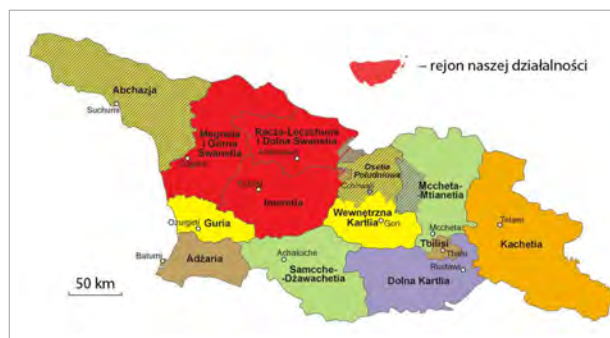 – rejon naszej działalności
Abchazja
Suchumi
Megrelia
i Górna
Swanetia
Racza-Leczchumi
i Dolna Swanetia
Osetia
Południowa
Cchinwali
Mccheta-
Mtianetia
Imeretia
Wewnętrzna
Kartlia
Gori
Mccheta
Tbilisi
Telawi
Kachetia
Ozurgeti
Guria
Batumi
Adżaria
Achalciche
Samcche-
-Dżawachetia
Dolna Kartlia
Rustawi
50 km